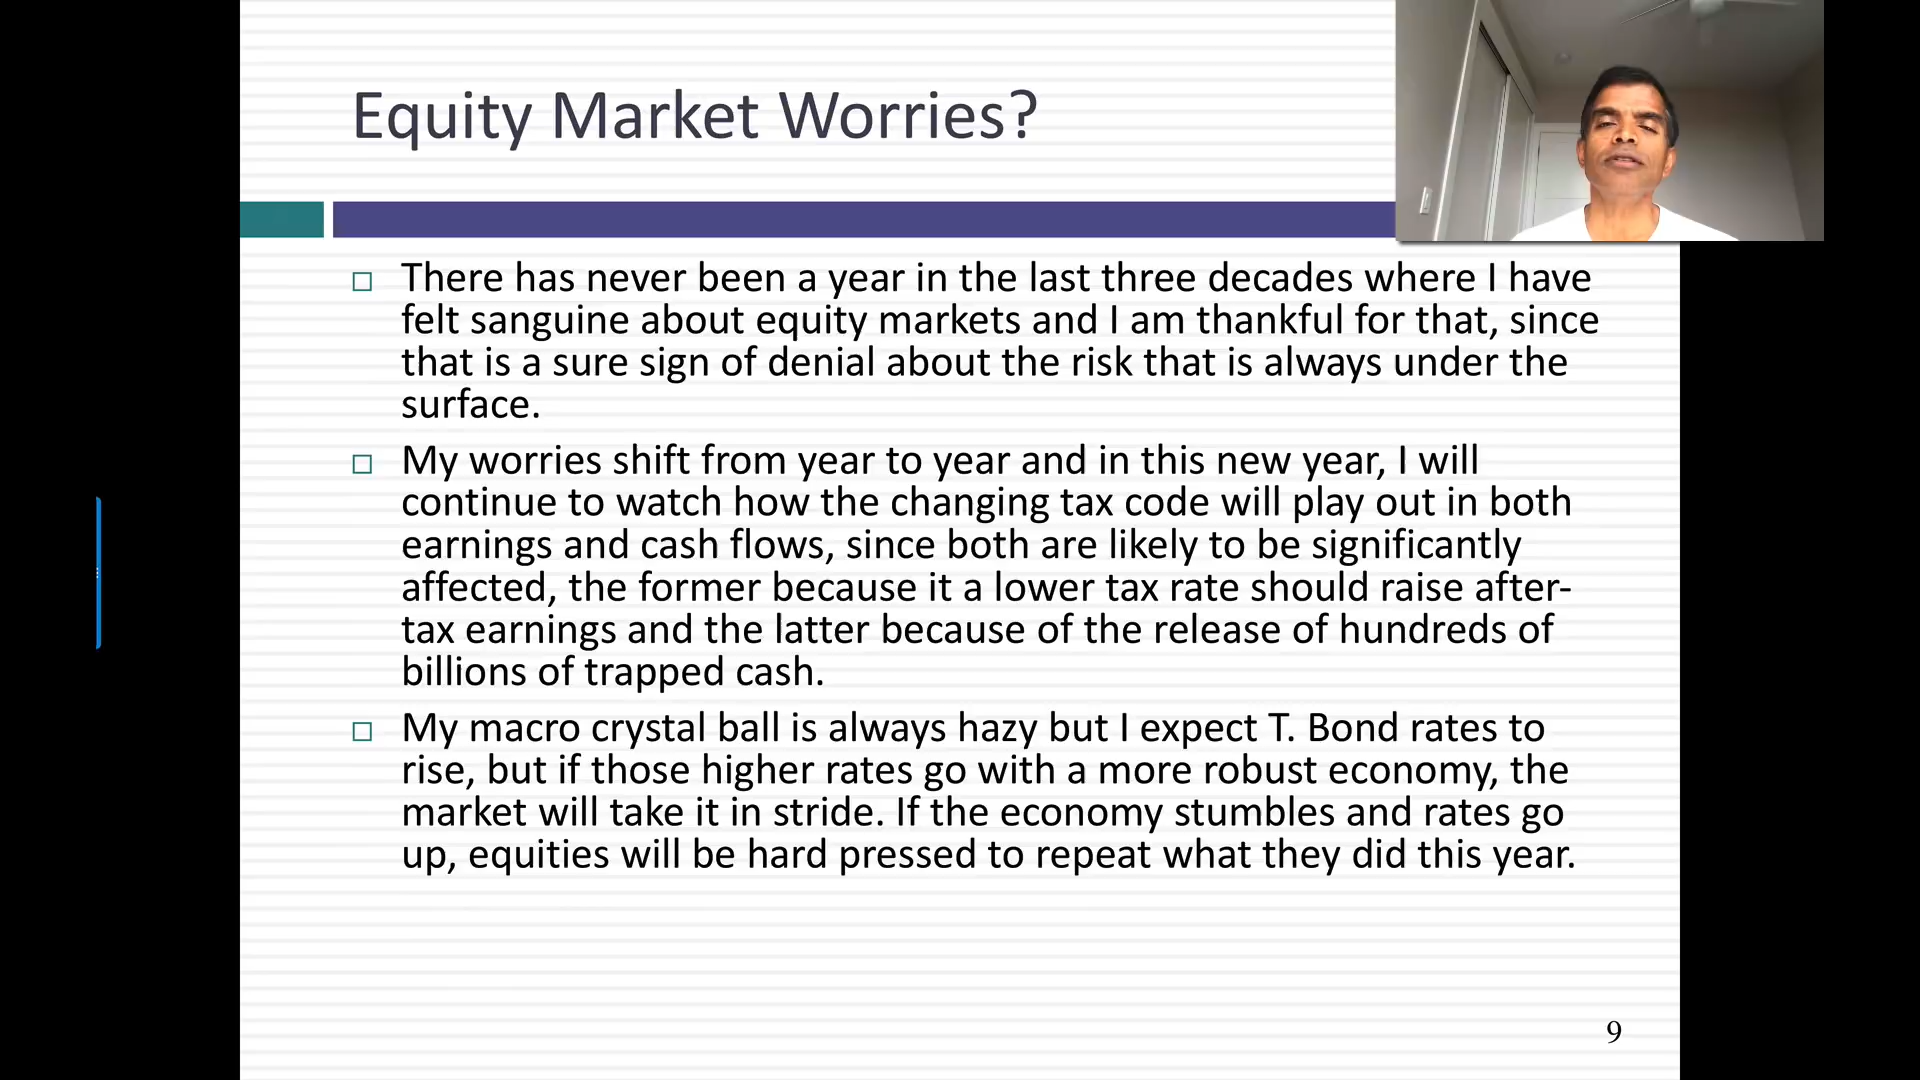 Equity Market Worries?
There has never been a year in the last three decades where I have
felt sanguine about equity markets and I am thankful for that, since
that is a sure sign of denial about the risk that is always under the
surface.
My worries shift from year to year and in this new year, I will
continue to watch how the changing tax code will play out in both
earnings and cash flows, since both are likely to be significantly
affected, the former because it a lower tax rate should raise after-
tax earnings and the latter because of the release of hundreds of
billions of trapped cash.
My macro crystal ball is always hazy but I expect T. Bond rates to
rise, but if those higher rates go with a more robust economy, the
market will take it in stride. If the economy stumbles and rates go
up, equities will be hard pressed to repeat what they did this year.
9